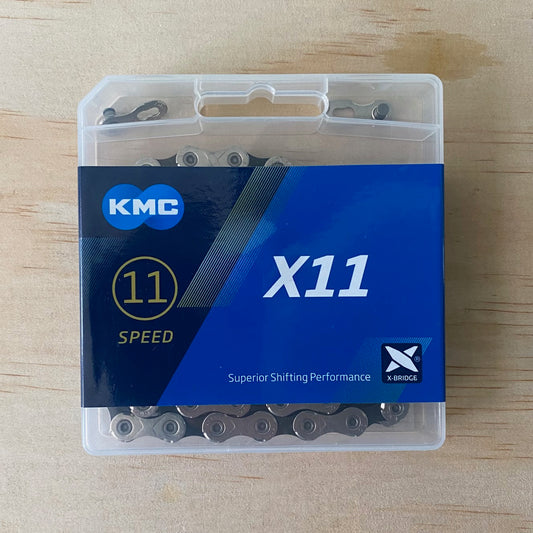 KMC
11
SPEED
X11
Superior Shifting Performance
®
X-BRIDGE